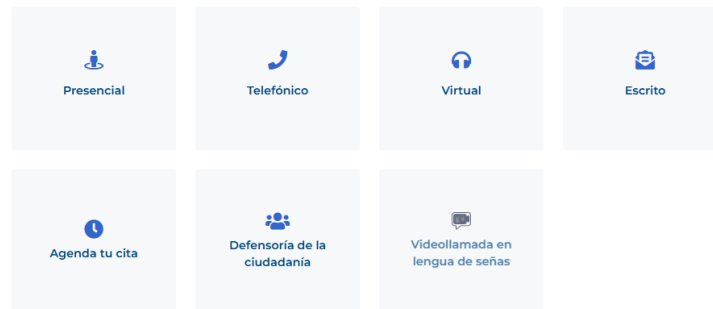 Presencial
Telefónico
Virtual
Escrito
Agenda tu cita
Defensoría de la
ciudadanía
Videollamada en
lengua de señas